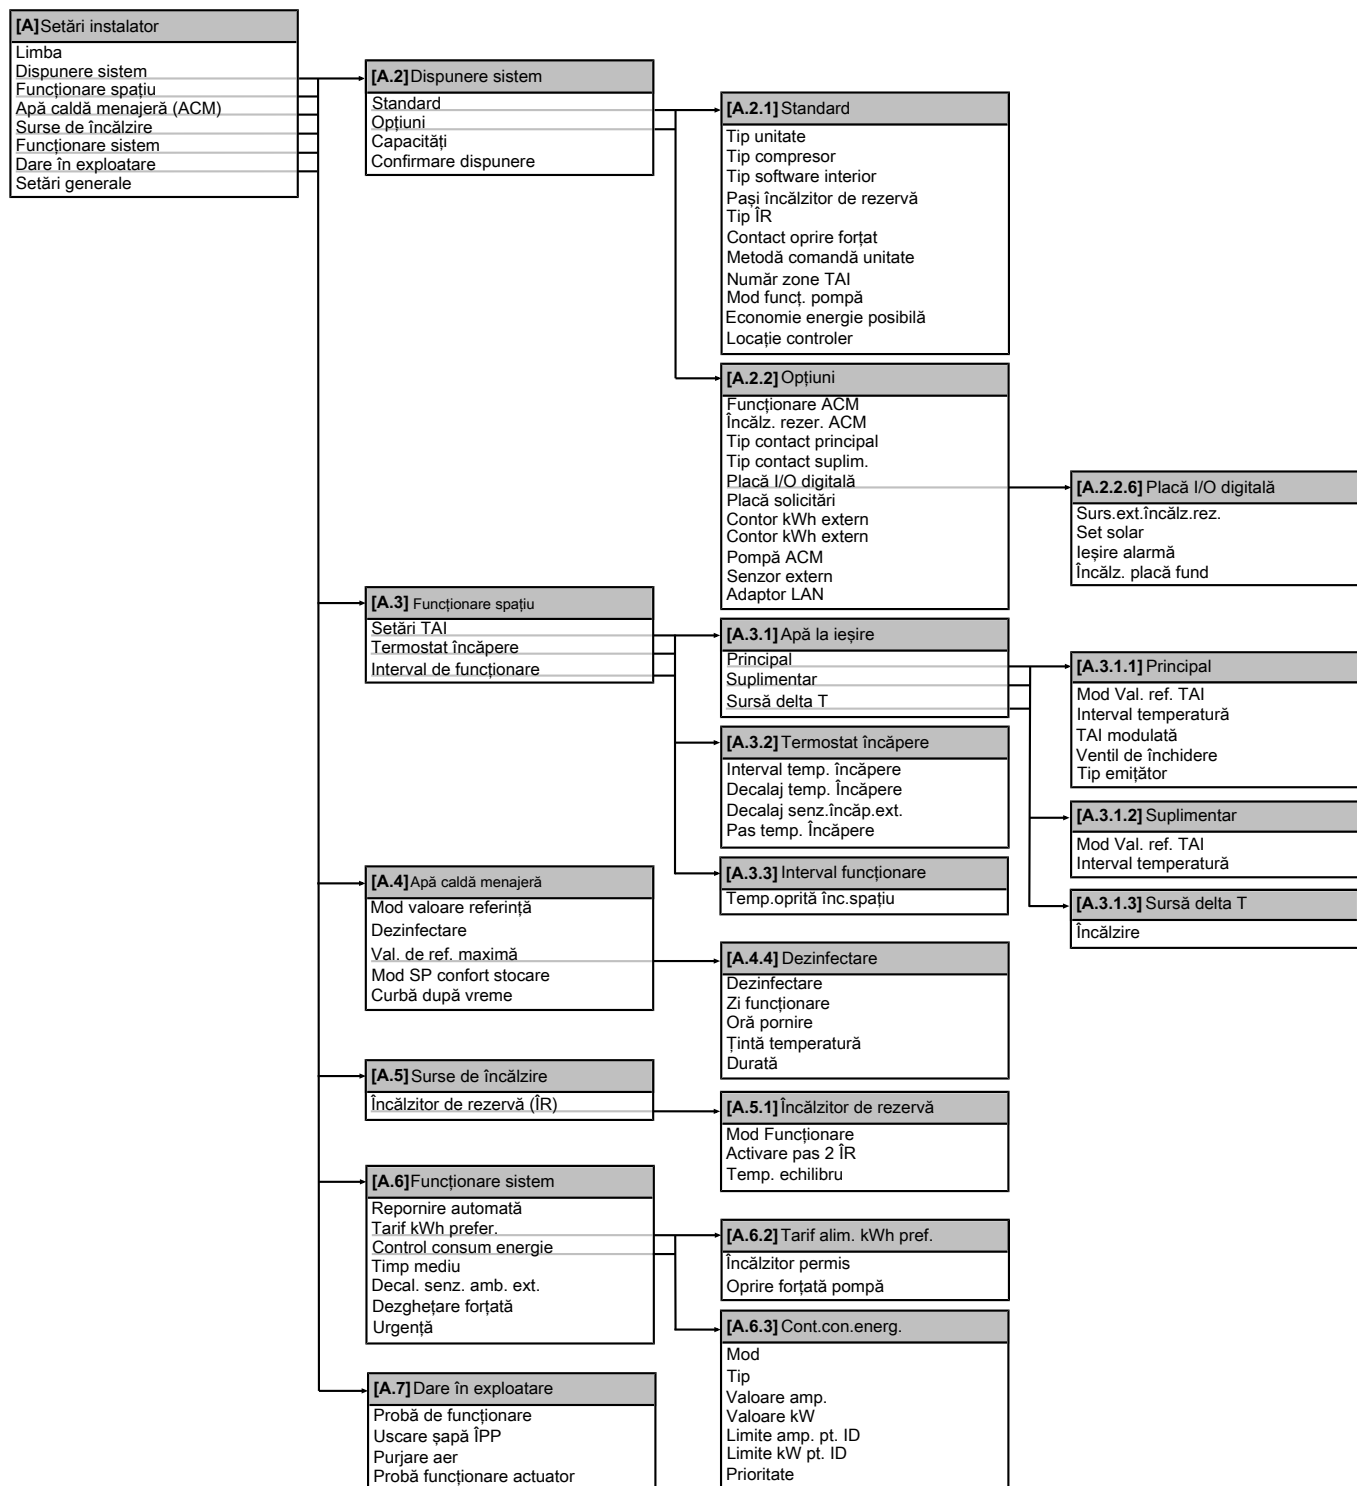 [A] Setări instalator
Limba
Dispunere sistem
Funcționare spațiu
Apă caldă menajeră (ACM)
Surse de încălzire
Funcționare sistem
Dare în exploatare
Setări generale
[A.2] Dispunere sistem
Standard
Opțiuni
Capacități
Confirmare dispunere
[A.2.1] Standard
Tip unitate
Tip compresor
Tip software interior
Pași încălzitor de rezervă
Tip ÎR
Contact oprire forțat
Metodă comandă unitate
Număr zone TAI
Mod funcț. pompă
Economie energie posibilă
Locație controler
[A.2.2] Opțiuni
Funcționare ACM
Încălz. rezer. ACM
Tip contact principal
Tip contact suplim.
Placă I/O digitală
Placă solicitări
Contor kWh extern
Contor kWh extern
Pompă ACM
Senzor extern
Adaptor LAN
[A.2.2.6] Placă I/O digitală
Surs.ext.încălz.rez.
Set solar
Ieșire alarmă
Încălz. placă fund
[A.3] Funcționare spațiu
Setări TAI
Termostat încăpere
Interval de funcționare
[A.3.1] Apă la ieșire
Principal
Suplimentar
Sursă delta T
[A.3.1.1] Principal
Mod Val. ref. TAI
Interval temperatură
TAI modulată
Ventil de închidere
Tip emițător
[A.3.2] Termostat încăpere
Interval temp. încăpere
Decalaj temp. Încăpere
Decalaj senz.încăp.ext.
Pas temp. Încăpere
[A.3.1.2] Suplimentar
Mod Val. ref. TAI
Interval temperatură
[A.3.3] Interval funcționare
Temp.oprită înc.spațiu
[A.3.1.3] Sursă delta T
Încălzire
[A.4] Apă caldă menajeră
Mod valoare referință
Dezinfectare
Val. de ref. maximă
Mod SP confort stocare
Curbă după vreme
[A.4.4] Dezinfectare
Dezinfectare
Zi funcționare
Oră pornire
Țintă temperatură
Durată
[A.5] Surse de încălzire
Încălzitor de rezervă (ÎR)
[A.5.1] Încălzitor de rezervă
Mod Funcționare
Activare pas 2 ÎR
Temp. echilibru
[A.6] Funcționare sistem
Repornire automată
Tarif kWh prefer.
Control consum energie
Timp mediu
Decal. senz. amb. ext.
Dezghețare forțată
Urgență
[A.6.2] Tarif alim. kWh pref.
Încălzitor permis
Oprire forțată pompă
[A.6.3] Cont.con.energ.
Mod
Tip
Valoare amp.
Valoare kW
Limite amp. pt. ID
Limite kW pt. ID
Prioritate
[A.7] Dare în exploatare
Probă de funcționare
Uscare șapă ÎPP
Purjare aer
Probă funcționare actuator